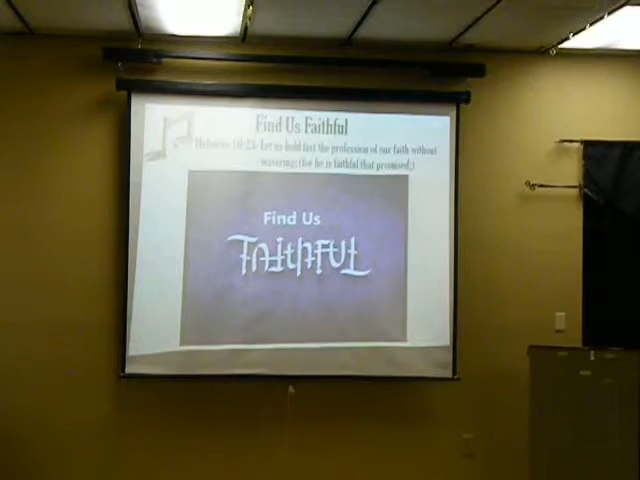 Find Us Faithful
Hebrews 10:23- Let us hold fast the profession of our faith without
wavering; (for he is faithful that promised;)
Find Us
FAithFUL